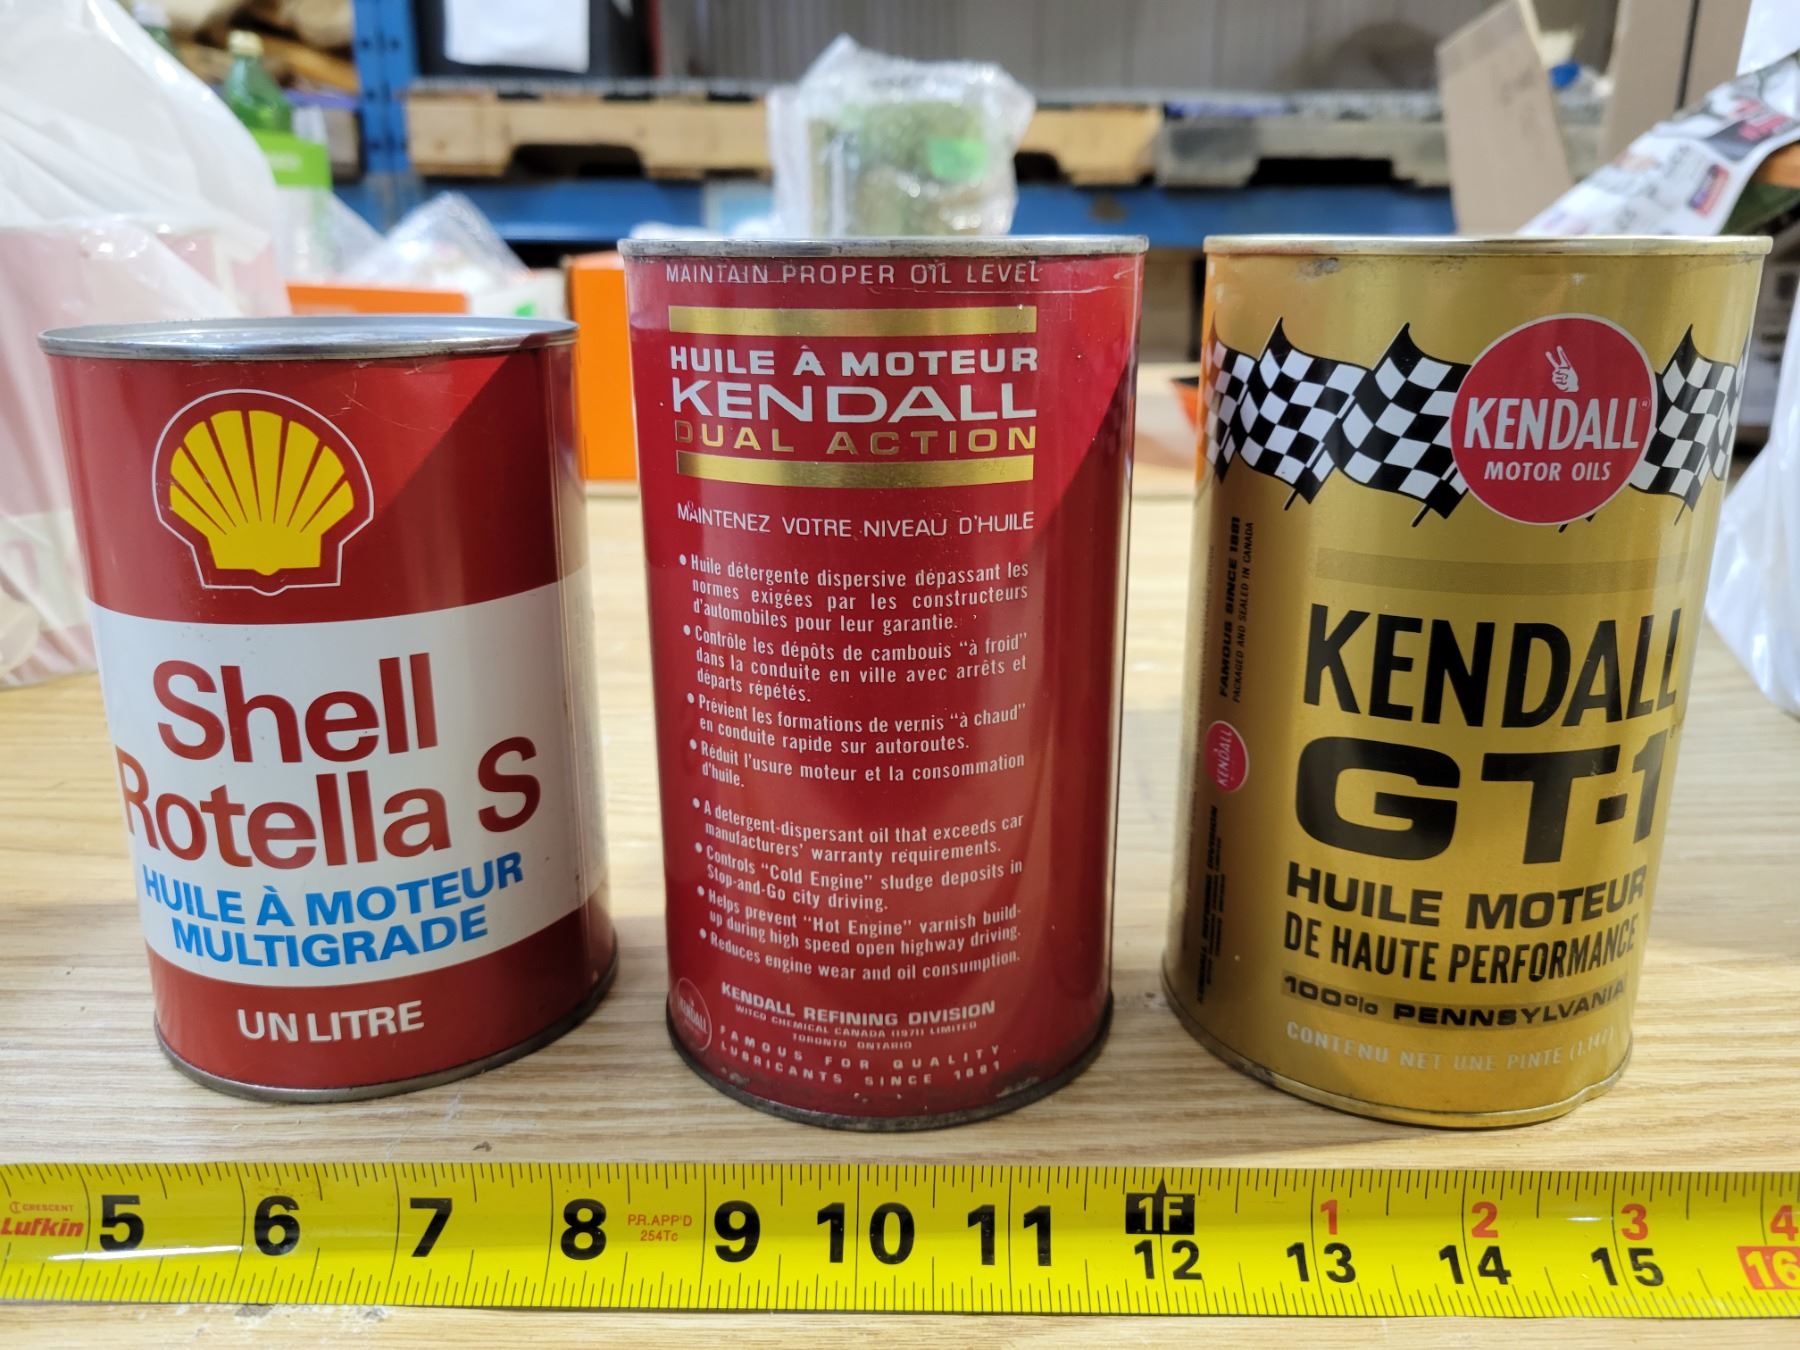 Shell
Rotella S
HUILE À MOTEUR
MULTIGRADE
UN LITRE
MAINTAIN PROPER OIL LEVEL
HUILE À MOTEUR
KENDALL
DUAL ACTION
MAINTENEZ VOTRE NIVEAU D'HUILE
• Huile détergente dispersive dépassant les
normes exigées par les constructeurs
d'automobiles pour leur garantie.
• Contrôle les dépôts de cambouis "à froid"
dans la conduite en ville avec arrêts et
départs répétés.
• Prévient les formations de vernis "à chaud"
en conduite rapide sur autoroutes.
• Réduit l'usure moteur et la consommation
d'huile.
• A detergent-dispersant oil that exceeds car
manufacturers' warranty requirements.
• Controls "Cold Engine" sludge deposits in
Stop-and-Go city driving.
• Helps prevent "Hot Engine" varnish build-
up during high speed open highway driving.
• Reduces engine wear and oil consumption.
KENDALL
KENDALL REFINING DIVISION
WITCO CHEMICAL CANADA (1971) LIMITED
TORONTO ONTARIO
FAMOUS FOR QUALITY
LUBRICANTS SINCE 1881
KENDALL®
MOTOR OILS
FAMOUS SINCE 1881
PACKAGED AND SEALED IN CANADA
KENDALL
KENDALL REFINING DIVISION
KENDALL
GT-1®
HUILE MOTEUR
DE HAUTE PERFORMANCE
100% PENNSYLVANIA
CONTENU NET UNE PINTE
CRESCENT
Lufkin
5 6 7 8 9 10 11 12 13 14 15 16
P.R. APP'D
254Tc
1F 1 2 3 4